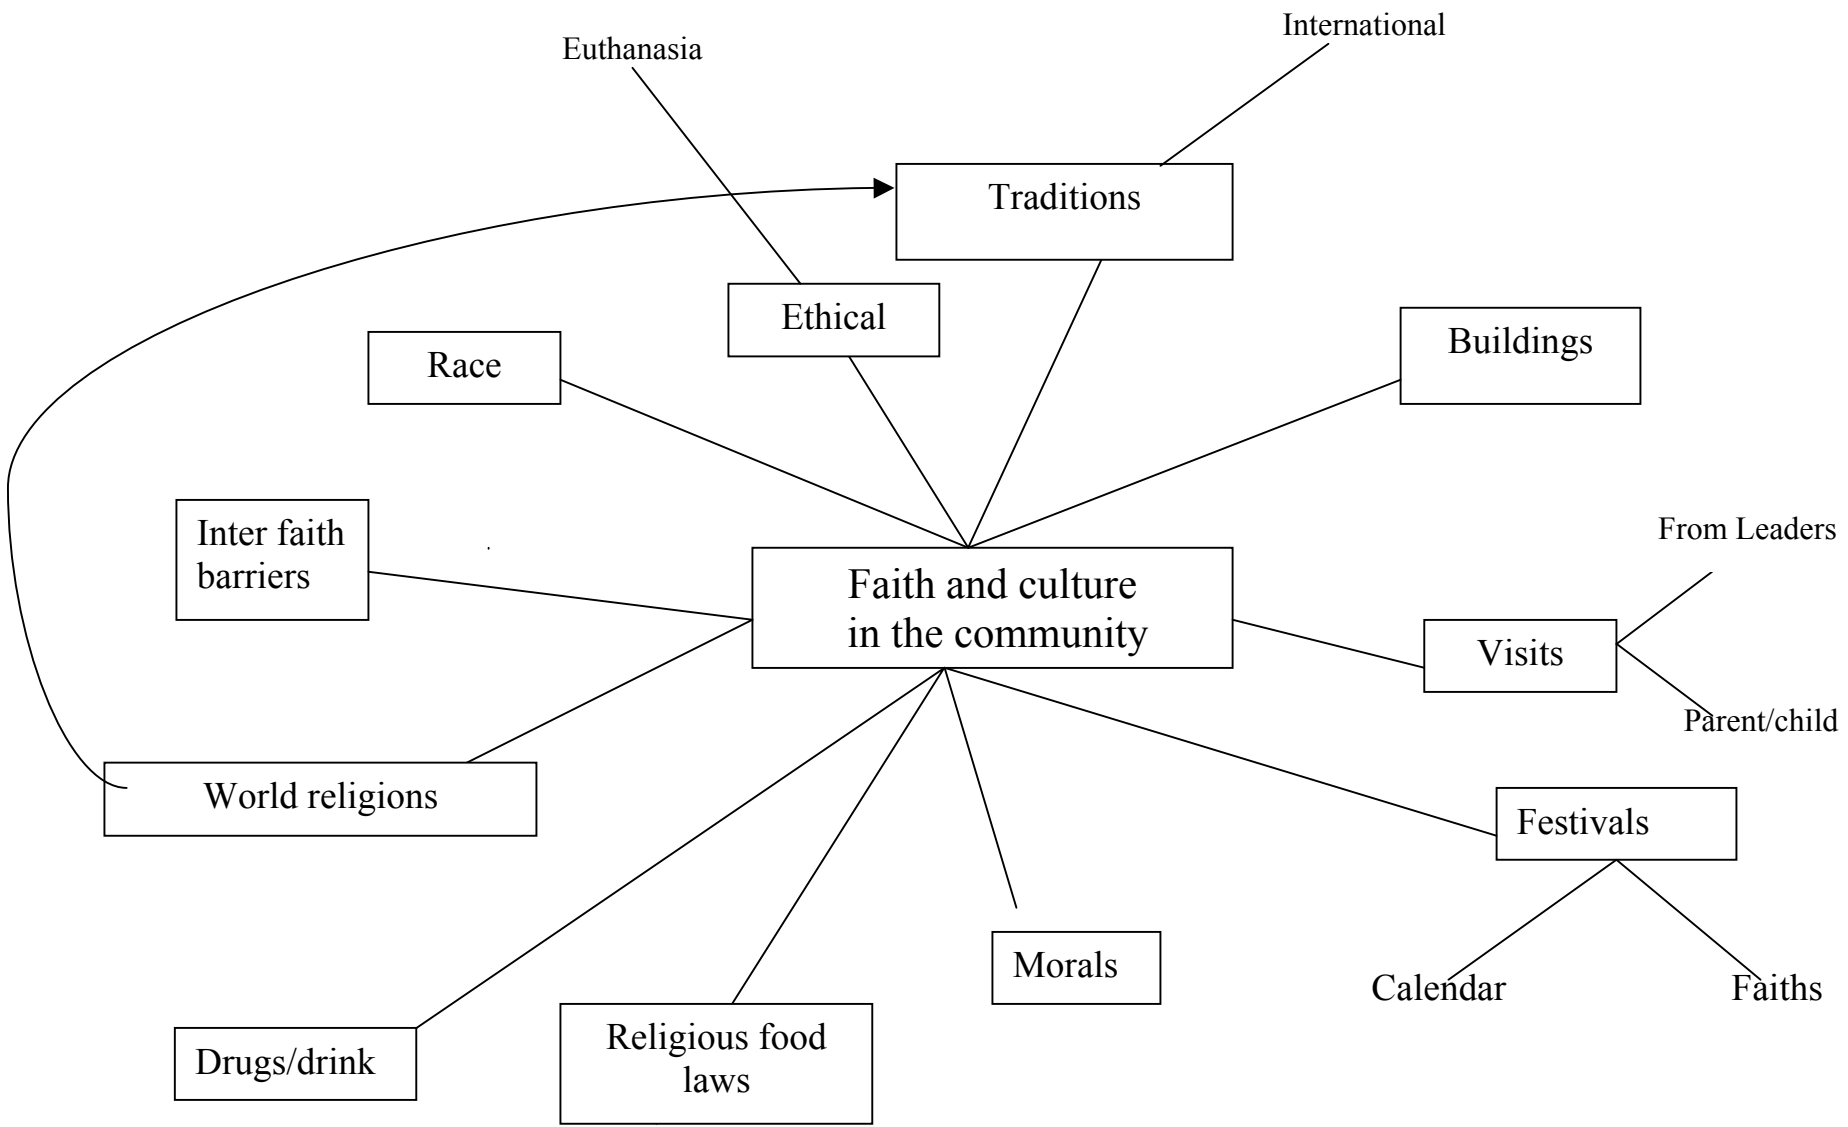 International
Euthanasia
Traditions
Ethical
Buildings
Race
From Leaders
Inter faith
barriers
Faith and culture
in the community
Visits
Parent/child
World religions
Festivals
Morals
Calendar
Faiths
Religious food
laws
Drugs/drink